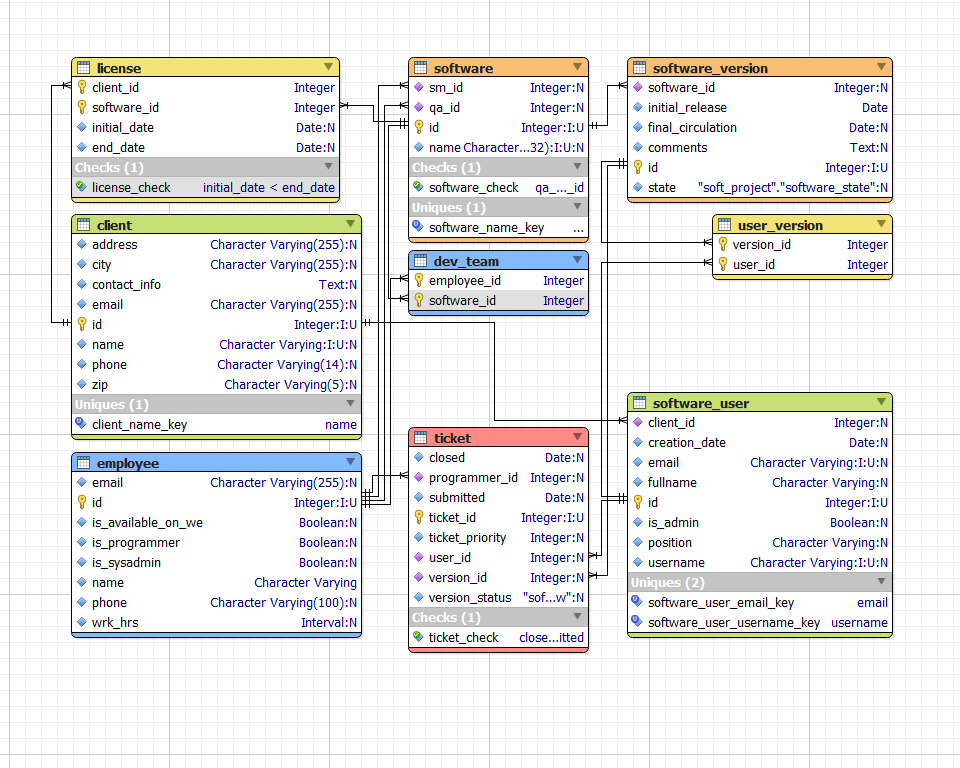 license
client_id Integer
software_id Integer
initial_date Date:N
end_date Date:N
Checks (1)
license_check initial_date < end_date
client
address Character Varying(255):N
city Character Varying(255):N
contact_info Text:N
email Character Varying(255):N
id Integer:I:U
name Character Varying:I:U:N
phone Character Varying(14):N
zip Character Varying(5):N
Uniques (1)
client_name_key name
employee
email Character Varying(255):N
id Integer:I:U
is_available_on_we Boolean:N
is_programmer Boolean:N
is_sysadmin Boolean:N
name Character Varying
phone Character Varying(100):N
wrk_hrs Interval:N
software
sm_id Integer:N
qa_id Integer:N
id Integer:I:U
name Character...32):I:U:N
Checks (1)
software_check qa_..._id
Uniques (1)
software_name_key ...
dev_team
employee_id Integer
software_id Integer
ticket
closed Date:N
programmer_id Integer:N
submitted Date:N
ticket_id Integer:I:U
ticket_priority Integer:N
user_id Integer:N
version_id Integer:N
version_status "sof...w":N
Checks (1)
ticket_check close...itted
software_version
software_id Integer:N
initial_release Date
final_circulation Date:N
comments Text:N
id Integer:I:U
state "soft_project"."software_state":N
user_version
version_id Integer
user_id Integer
software_user
client_id Integer:N
creation_date Date:N
email Character Varying:I:U:N
fullname Character Varying:N
id Integer:I:U
is_admin Boolean:N
position Character Varying:N
username Character Varying:I:U:N
Uniques (2)
software_user_email_key email
software_user_username_key username